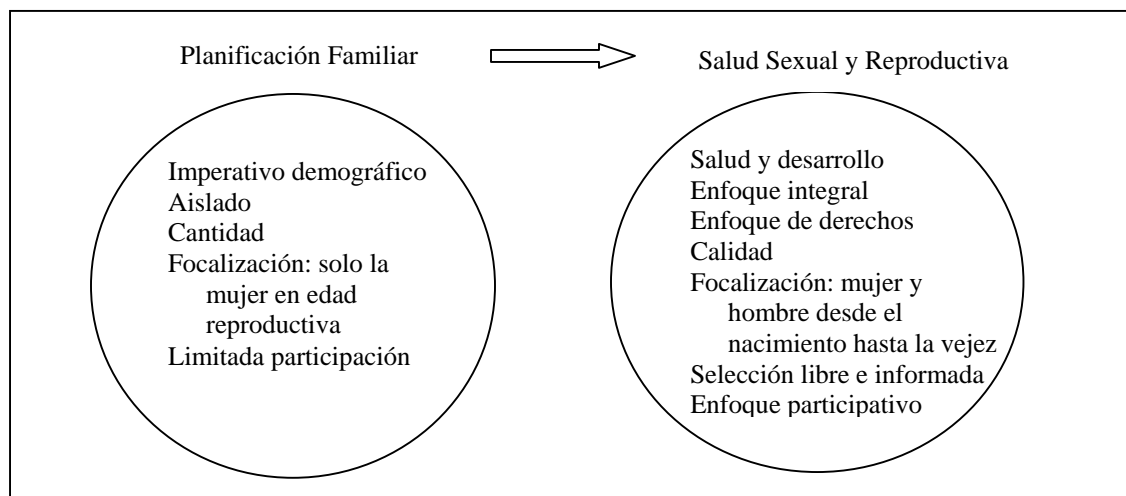 Planificación Familiar
Salud Sexual y Reproductiva
Imperativo demográfico
Aislado
Cantidad
Focalización: solo la
mujer en edad
reproductiva
Limitada participación
Salud y desarrollo
Enfoque integral
Enfoque de derechos
Calidad
Focalización: mujer y
hombre desde el
nacimiento hasta la vejez
Selección libre e informada
Enfoque participativo